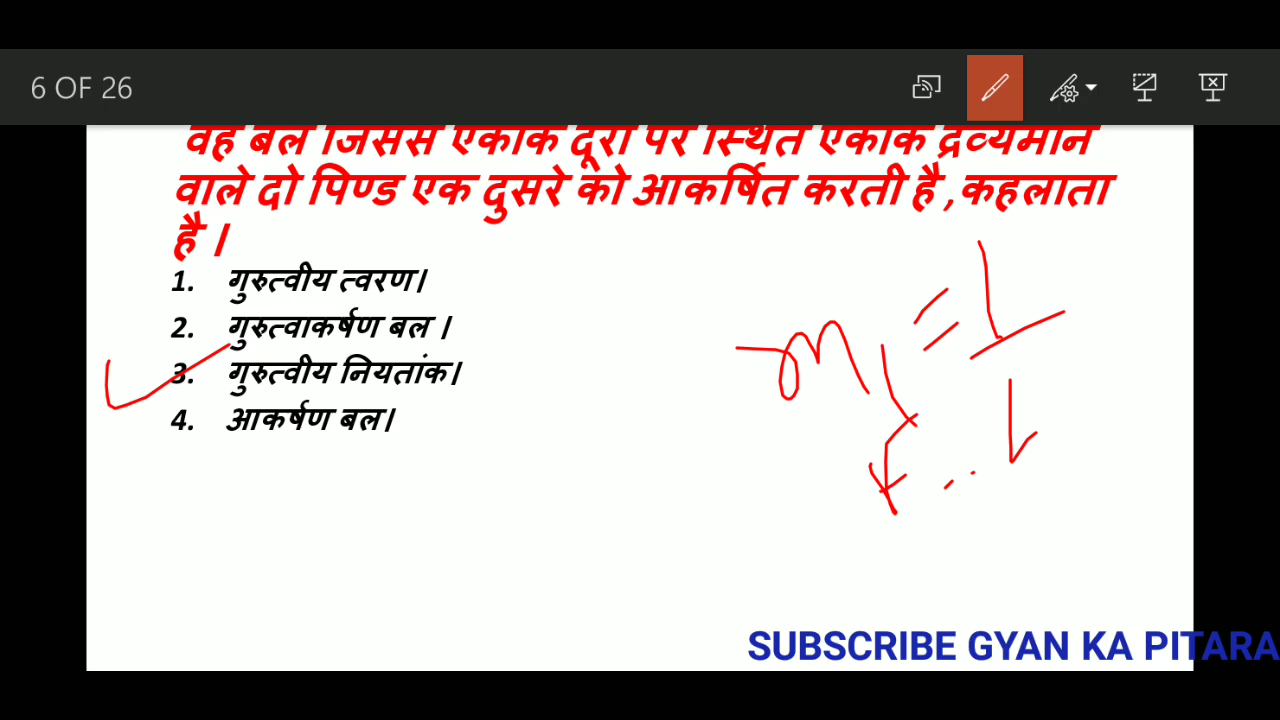 6 OF 26
वह बल जिससे एकांक दूरी पर स्थित एकांक द्रव्यमान
वाले दो पिण्ड एक दुसरे को आकर्षित करती है ,कहलाता
है ।
1. गुरुत्वीय त्वरण।
2. गुरुत्वाकर्षण बल ।
3. गुरुत्वीय नियतांक।
4. आकर्षण बल।
m, = 1
SUBSCRIBE GYAN KA PITARA